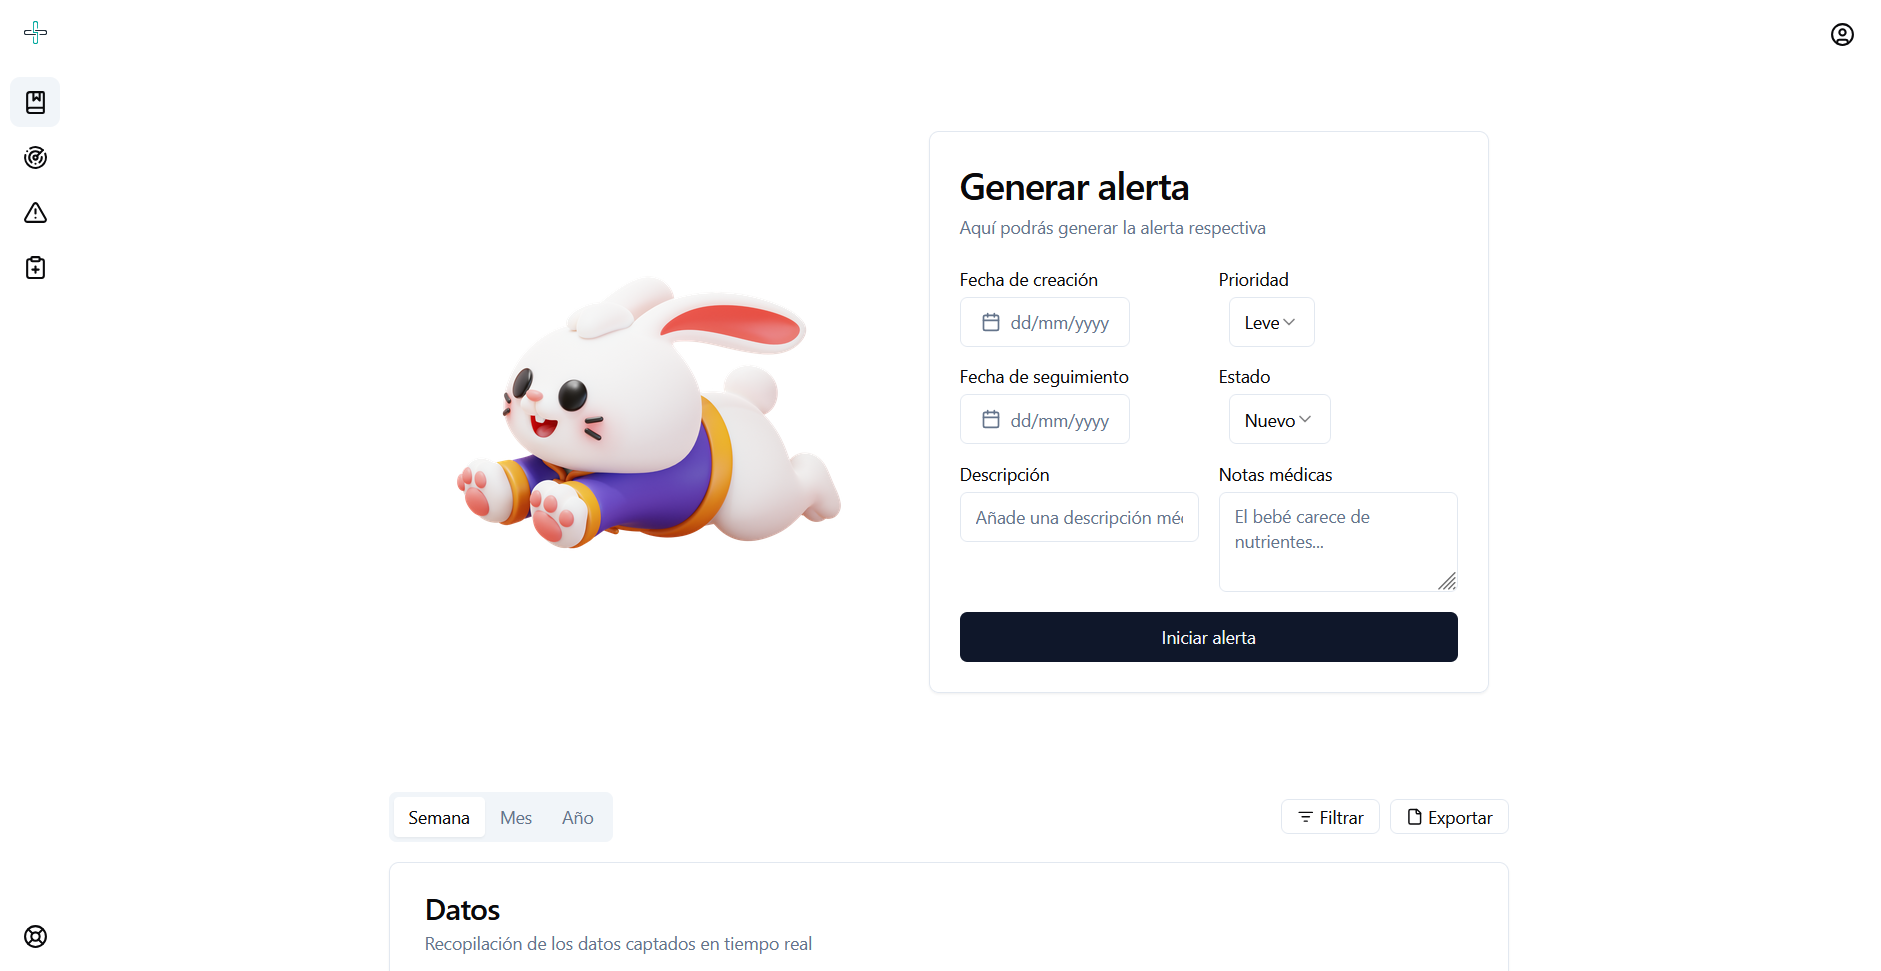 Generar alerta
Aquí podrás generar la alerta respectiva
Fecha de creación
Prioridad
dd/mm/yyyy
Leve
Fecha de seguimiento
Estado
dd/mm/yyyy
Nuevo
Descripción
Notas médicas
Añade una descripción
El bebé carece de
nutrientes...
Iniciar alerta
Semana
Mes
Año
Filtrar
Exportar
Datos
Recopilación de los datos captados en tiempo real